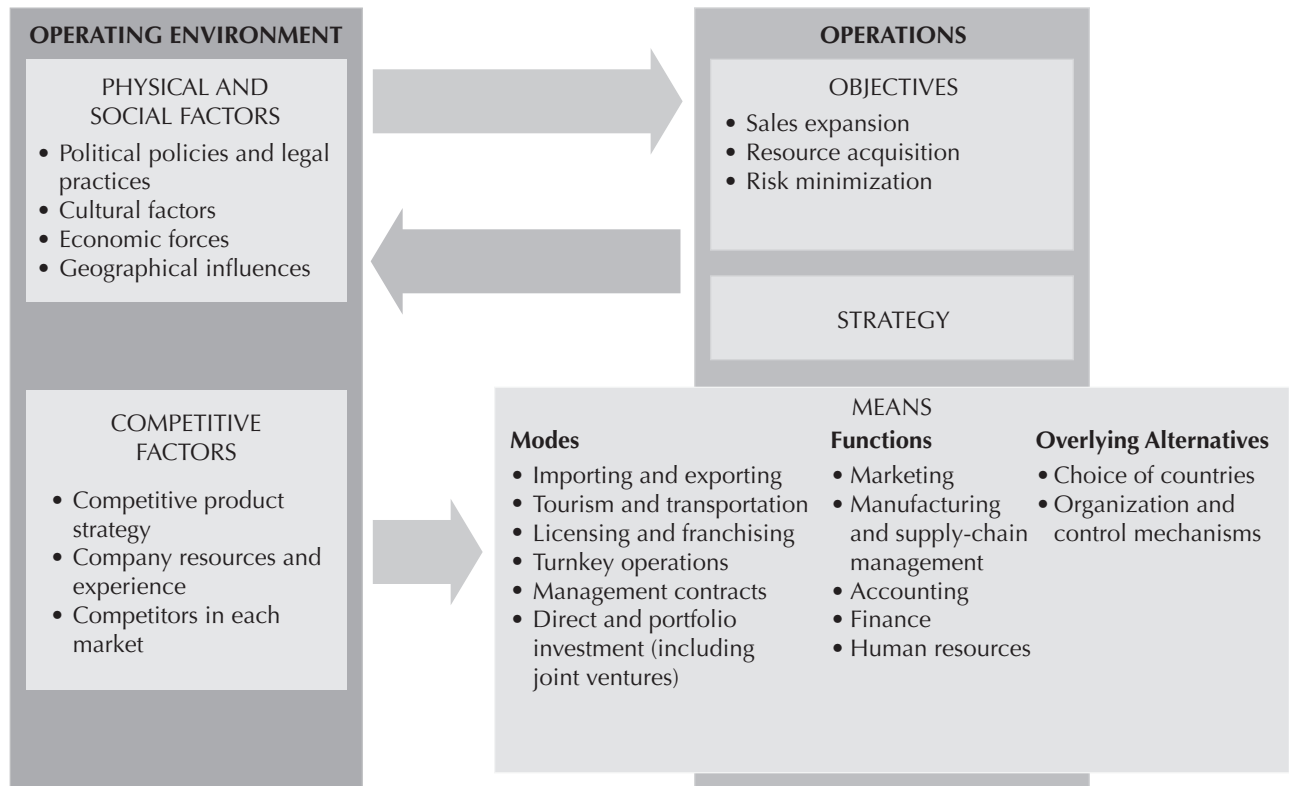 OPERATING ENVIRONMENT
PHYSICAL AND
SOCIAL FACTORS
• Political policies and legal
practices
• Cultural factors
• Economic forces
• Geographical influences
COMPETITIVE
FACTORS
• Competitive product
strategy
• Company resources and
experience
• Competitors in each
market
OPERATIONS
OBJECTIVES
• Sales expansion
• Resource acquisition
• Risk minimization
STRATEGY
MEANS
Modes
• Importing and exporting
• Tourism and transportation
• Licensing and franchising
• Turnkey operations
• Management contracts
• Direct and portfolio
investment (including
joint ventures)
Functions
• Marketing
• Manufacturing
and supply-chain
management
• Accounting
• Finance
• Human resources
Overlying Alternatives
• Choice of countries
• Organization and
control mechanisms